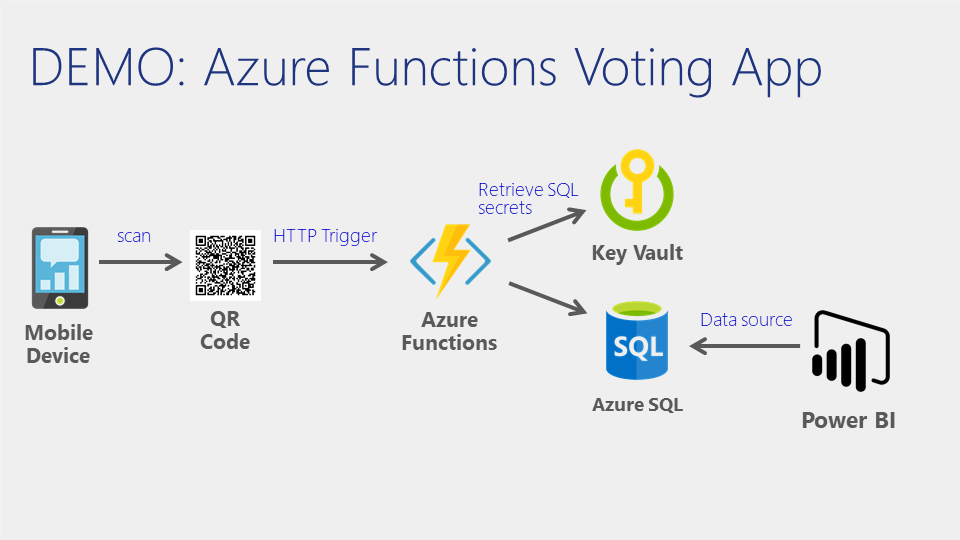 DEMO: Azure Functions Voting App
Retrieve SQL
secrets
scan
HTTP Trigger
Key Vault
Mobile
Device
QR
Code
Azure
Functions
SQL
Data source
Azure SQL
Power BI